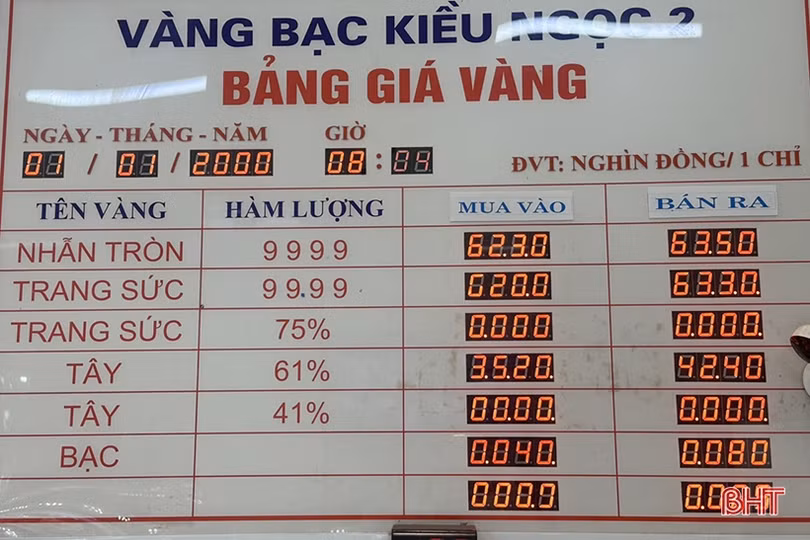 VÀNG BẠC KIỀU NGỌC 2
BẢNG GIÁ VÀNG
NGÀY - THÁNG - NĂM GIỜ
01 / 01 / 2000 08 : 11
ĐVT: NGHÌN ĐỒNG/ 1 CHỈ
TÊN VÀNG HÀM LƯỢNG MUA VÀO BÁN RA
NHẪN TRÒN 9999 6230 6350
TRANG SỨC 99.99 6200 6330
TRANG SỨC 75% 0.000 0.000.
TÂY 61% 3.520 4240
TÂY 41% 00.00 0.000.
BẠC 0.040 0.080
BHT